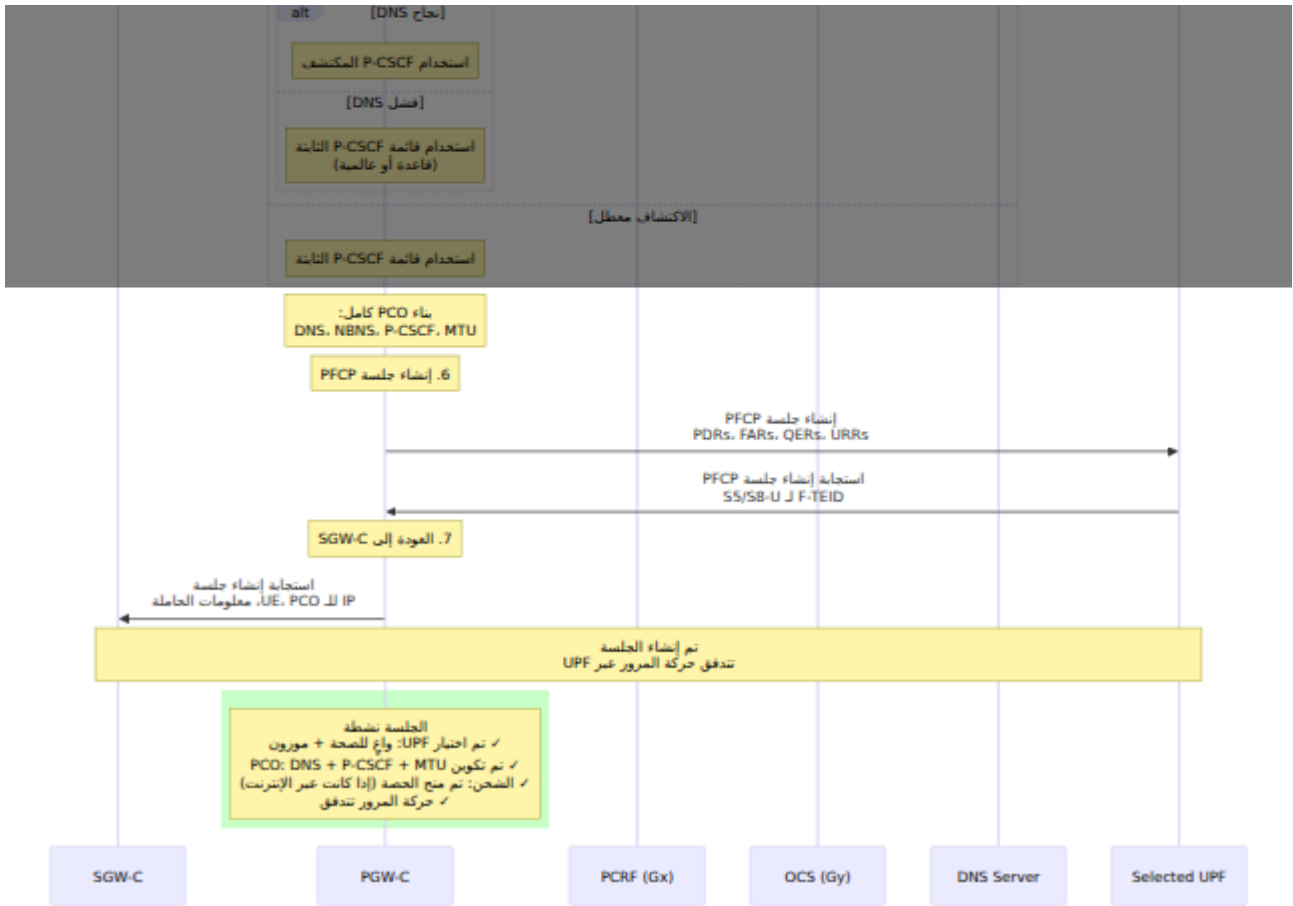 alt
[نجاح DNS]
استخدام P-CSCF المكتشف
[فشل DNS]
استخدام قائمة P-CSCF الثابتة
(قاعدة أو عالمية)
[الاكتشاف معطل]
استخدام قائمة P-CSCF الثابتة
بناء PCO كامل:
DNS، NBNS، P-CSCF، MTU
6. إنشاء جلسة PFCP
إنشاء جلسة PFCP
PDRs، FARs، QERs، URRs
استجابة إنشاء جلسة PFCP
F-TEID لـ S5/S8-U
7. العودة إلى SGW-C
استجابة إنشاء جلسة
IP للـ UE، PCO، معلومات الحاملة
تم إنشاء الجلسة
تتدفق حركة المرور عبر UPF
الجلسة نشطة
✓ تم اختيار UPF: واعٍ للصحة + موزون
✓ تم تكوين PCO: DNS + P-CSCF + MTU
✓ الشحن: تم منح الحصة (إذا كانت عبر الإنترنت)
✓ حركة المرور تتدفق
SGW-C
PGW-C
PCRF (Gx)
OCS (Gy)
DNS Server
Selected UPF